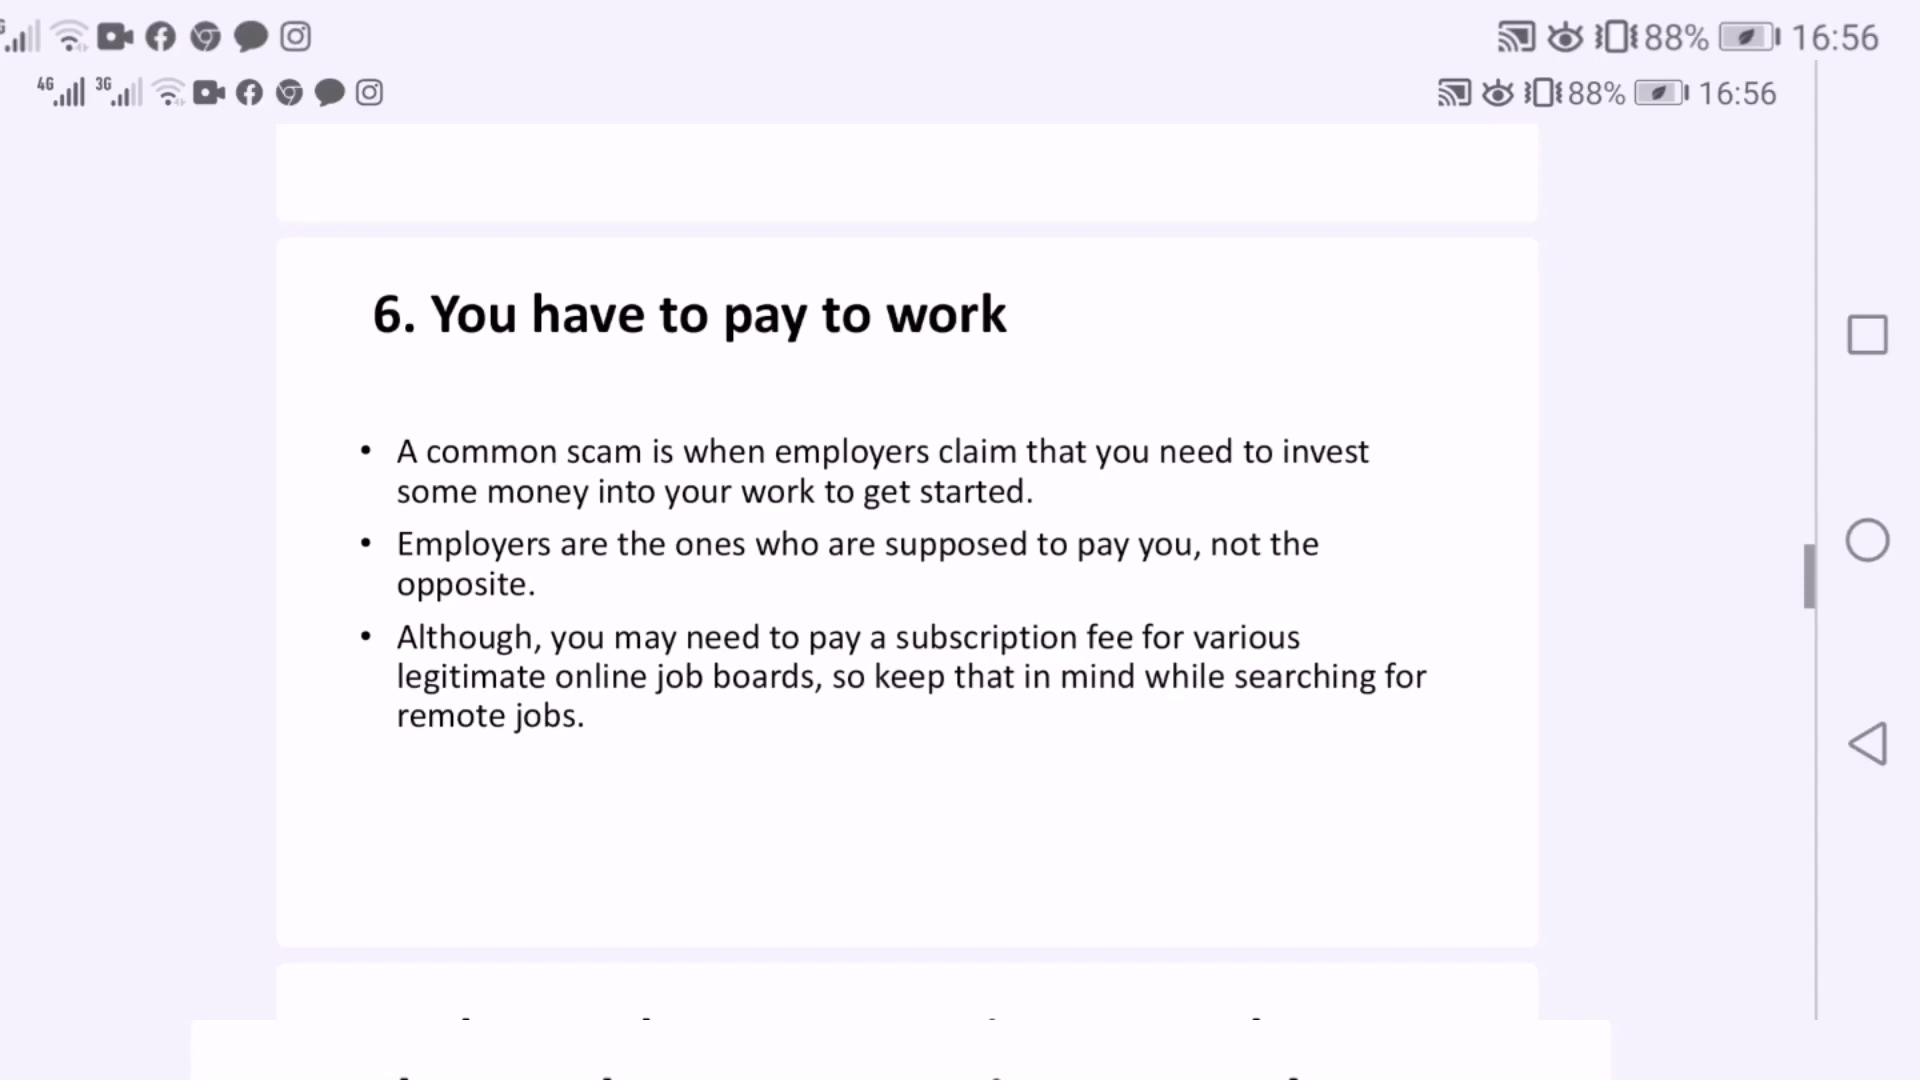 88% 16:56
4G 3G 88% 16:56
6. You have to pay to work
• A common scam is when employers claim that you need to invest
some money into your work to get started.
• Employers are the ones who are supposed to pay you, not the
opposite.
• Although, you may need to pay a subscription fee for various
legitimate online job boards, so keep that in mind while searching for
remote jobs.